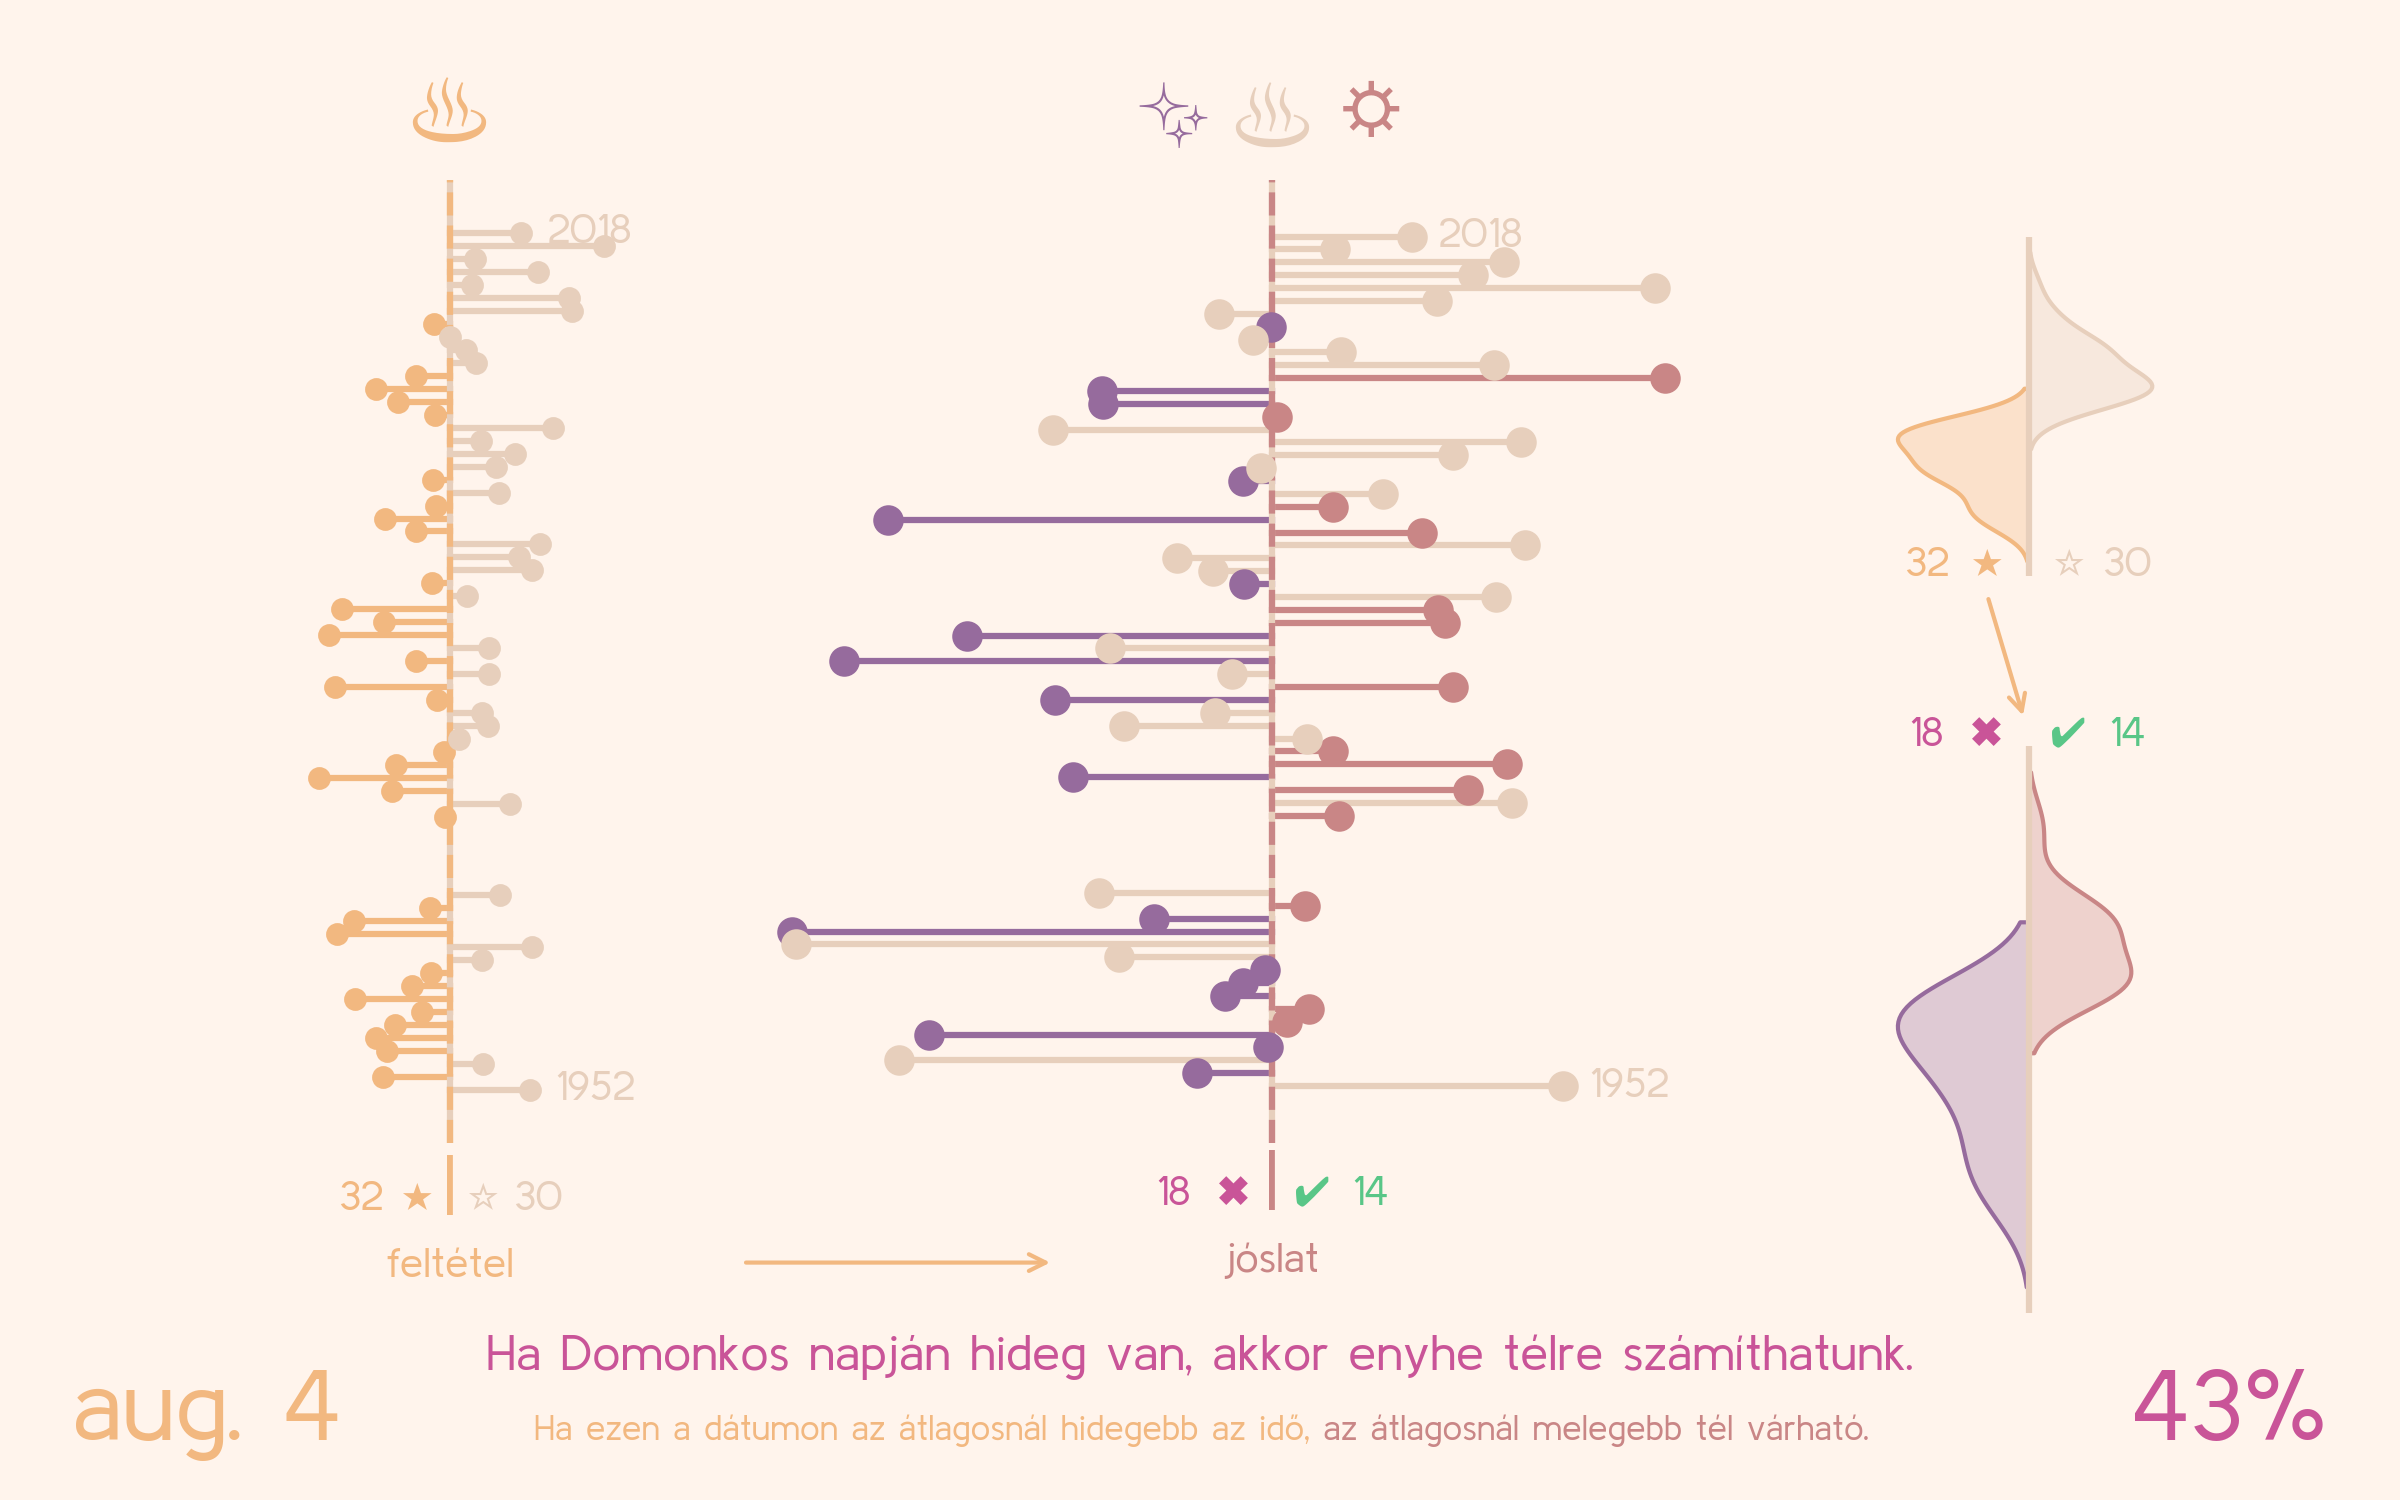 2018
2018
32 ★ ☆ 30
18 ✖ ✔ 14
1952
1952
32 ★ ☆ 30
18 ✖ ✔ 14
feltétel
jóslat
Ha Domonkos napján hideg van, akkor enyhe télre számíthatunk.
aug. 4
43%
Ha ezen a dátumon az átlagosnál hidegebb az idő, az átlagosnál melegebb tél várható.